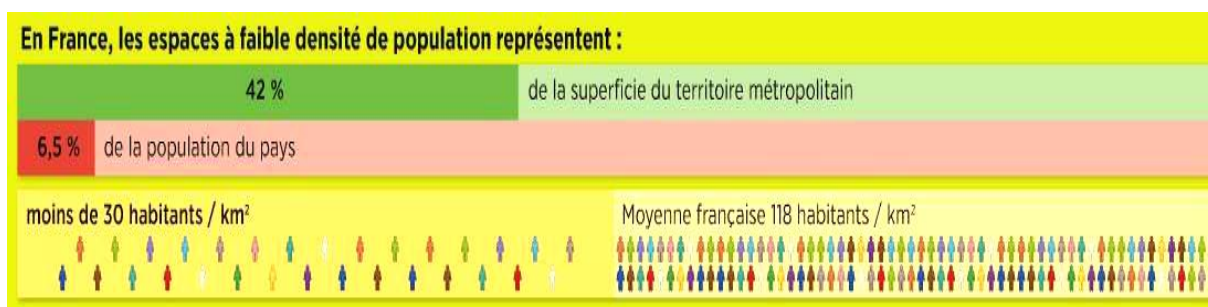 En France, les espaces à faible densité de population représentent :
42 % de la superficie du territoire métropolitain
6,5 % de la population du pays
moins de 30 habitants / km²
Moyenne française 118 habitants / km²